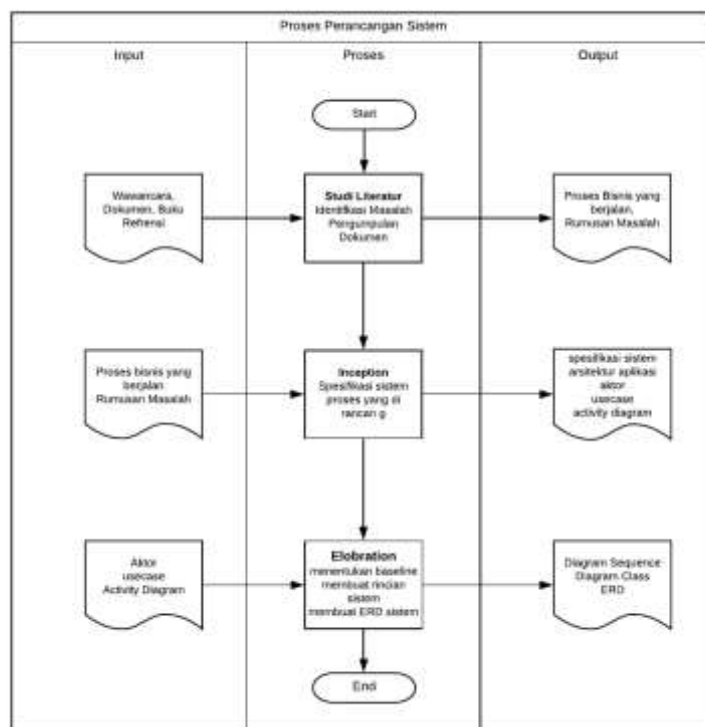 Proses Perancangan Sistem
Input
Proses
Output
Start
Wawancara,
Dokumen, Buku
Refrensi
Studi Literatur
Identifkasi Masalah
Pengumpulan
Dokumen
Proses Bisnis yang
berjalan,
Rumusan Masalah
Proses bisnis yang
berjalan
Rumusan Masalah
Inception
Spesifikasi sistem
proses yang di
rancan g
spesifikasi sistem
arsitektur aplikasi
aktor
usecase
activity diagram
Aktor
usecase
Activity Diagram
Elobration
menentukan baseline
membuat rincian
sistem
membuat ERD sistem
Diagram Sequence
Diagram Class
ERD
End